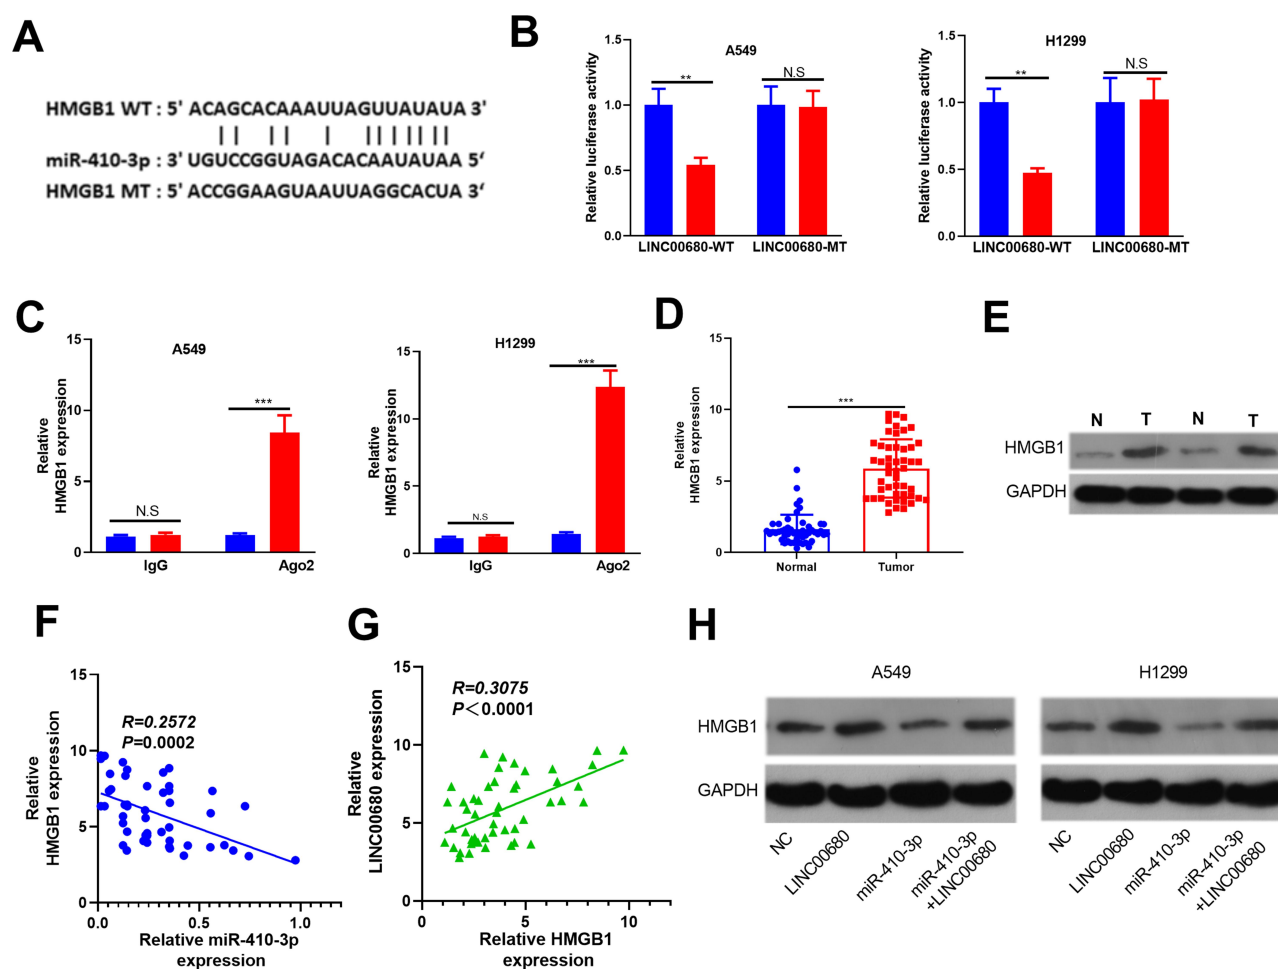 A
HMGB1 WT : 5' ACAGCACAAAUUAGUUAUAUA 3'
miR-410-3p : 3' UGUCCGGUAGACACAAUAUAA 5'
HMGB1 MT : 5' ACCGGAAGUAAUUAGGCACUA 3'
B
A549
Relative luciferase activity
1.5
1.0
0.5
0.0
**
N.S
LINC00680-WT
LINC00680-MT
H1299
Relative luciferase activity
1.5
1.0
0.5
0.0
**
N.S
LINC00680-WT
LINC00680-MT
C
A549
Relative
HMGB1 expression
15
10
5
0
N.S
***
IgG
Ago2
H1299
Relative
HMGB1 expression
15
10
5
0
N.S
***
IgG
Ago2
D
Relative
HMGB1 expression
15
10
5
0
***
Normal
Tumor
E
N T N T
HMGB1
GAPDH
F
Relative
HMGB1 expression
15
10
5
0
R=0.2572
P=0.0002
0.0 0.5 1.0
Relative miR-410-3p
expression
G
Relative
LINC00680 expression
15
10
5
0
R=0.3075
P<0.0001
0 5 10
Relative HMGB1
expression
H
A549
H1299
HMGB1
GAPDH
NC
LINC00680
miR-410-3p
miR-410-3p
+LINC00680
NC
LINC00680
miR-410-3p
miR-410-3p
+LINC00680